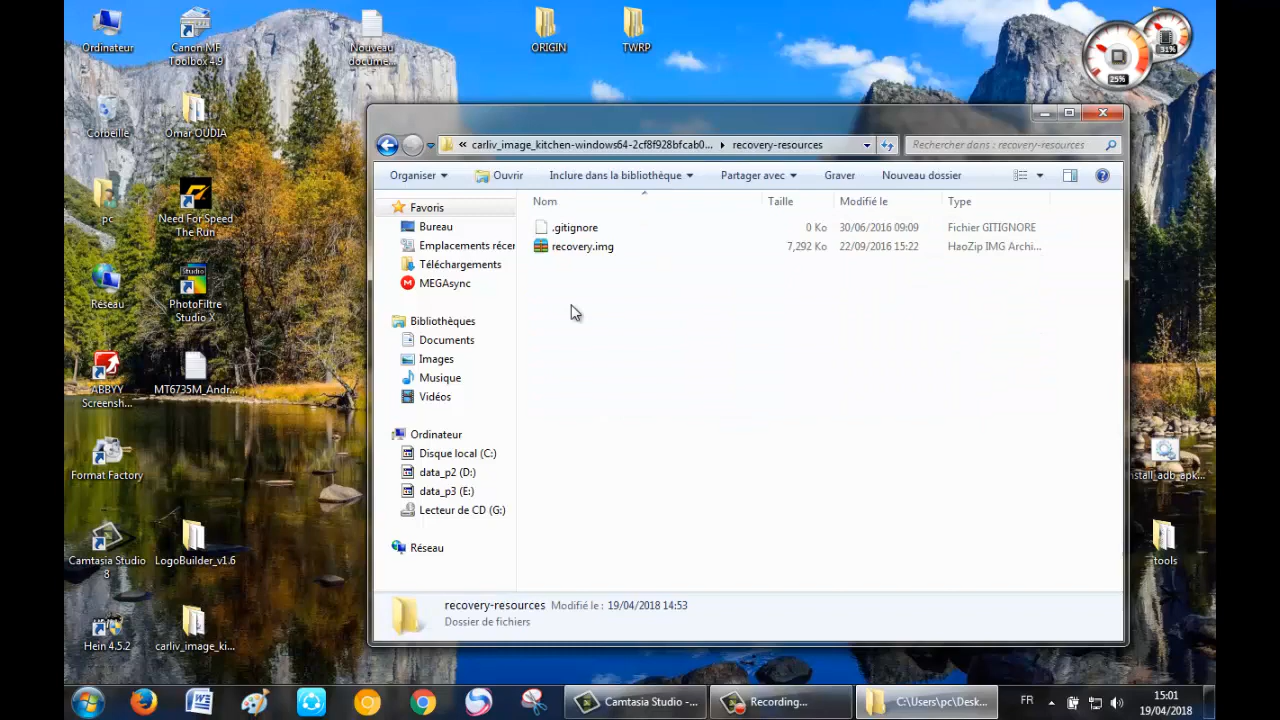 Ordinateur
Canon MF
Toolbox 4.9
Nouveau
docume...
ORIGIN
TWRP
31%
25%
Corbeille
Omar OUDIA
pc
Need For Speed
The Run
Réseau
Studio
PhotoFiltre
Studio X
ABBYY
Screensh...
MT6735M_Andr...
Format Factory
Camtasia Studio
8
LogoBuilder_v1.6
Hein 4.5.2
carliv_image_ki...
« carliv_image_kitchen-windows64-2cf8f928bfcab0... recovery-resources
Rechercher dans : recovery-resources
Organiser Ouvrir Inclure dans la bibliothèque Partager avec Graver Nouveau dossier
Nom Taille Modifié le Type
.gitignore 0 Ko 30/06/2016 09:09 Fichier GITIGNORE
recovery.img 7,292 Ko 22/09/2016 15:22 HaoZip IMG Archi...
Favoris
Bureau
Emplacements récer
Téléchargements
MEGAsync
Bibliothèques
Documents
Images
Musique
Vidéos
Ordinateur
Disque local (C:)
data_p2 (D:)
data_p3 (E:)
Lecteur de CD (G:)
Réseau
recovery-resources Modifié le : 19/04/2018 14:53
Dossier de fichiers
nstall_adb_apk...
tools
Camtasia Studio -...
Recording...
C:\Users\pc\Desk...
FR
15:01
19/04/2018